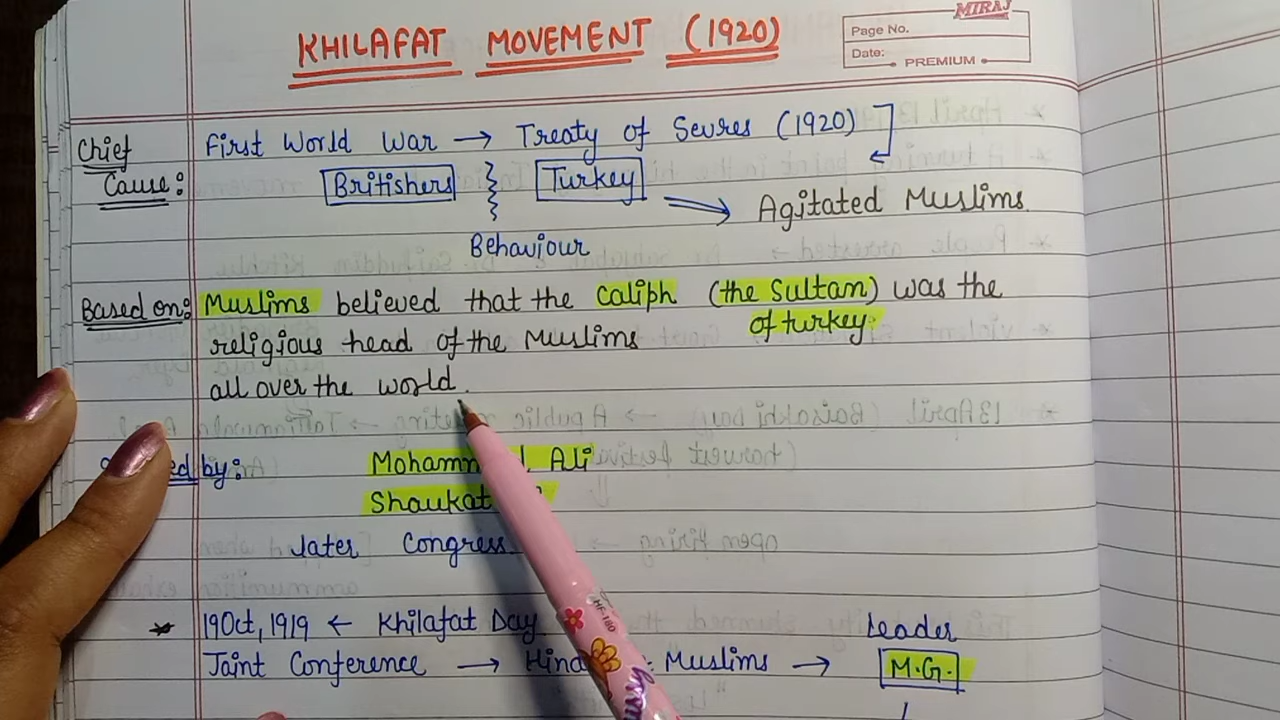 KHILAFAT MOVEMENT (1920)
MIRAJ
Page No.
Date:
PREMIUM
Chief Cause:
First World War → Treaty of Sevres (1920)
Britishers Turkey
→ Agitated Muslims
Behaviour
Based on: Muslims believed that the Caliph (the Sultan) was the
of turkey.
religious head of the Muslims
all over the world.
by:
Ali
Shaukat
later Congress
* 19Oct, 1919 ← Khilafat Day
Leader
Joint Conference → Muslims → M.G.